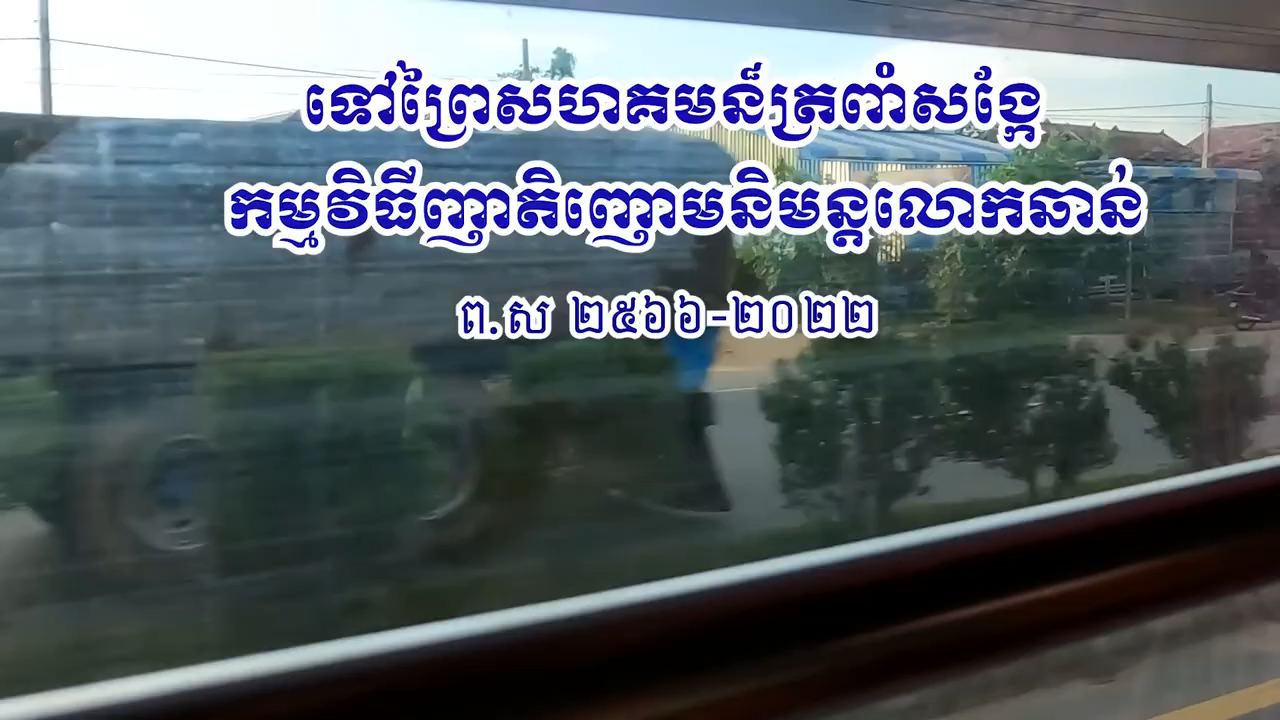 ទៅព្រៃសហគមន៍ត្រពាំសង្កែ
កម្មវិធីញាតិញោមនិមន្តលោកឆាន់
ព.ស ២៥៦៦-២០២២